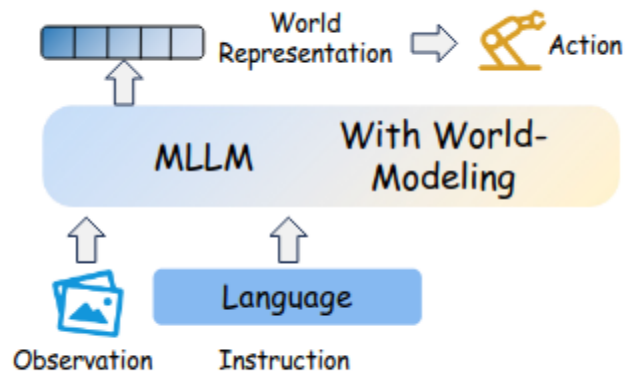 World
Representation
Action
MLLM
With World-
Modeling
Language
Observation
Instruction